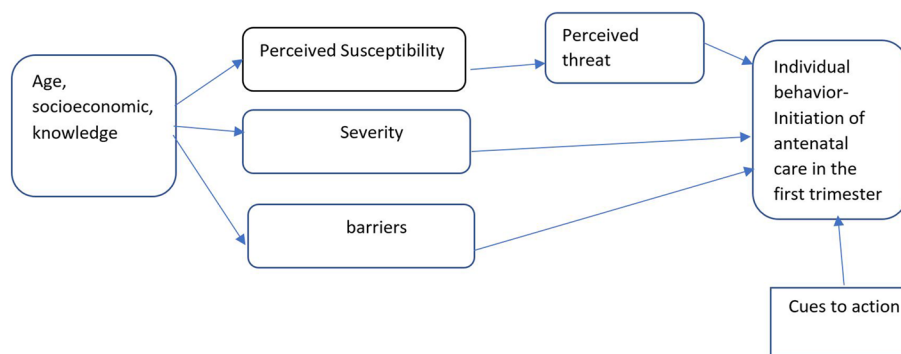 Age,
socioeconomic,
knowledge
Perceived Susceptibility
Severity
barriers
Perceived
threat
Individual
behavior-
Initiation of
antenatal
care in the
first trimester
Cues to action